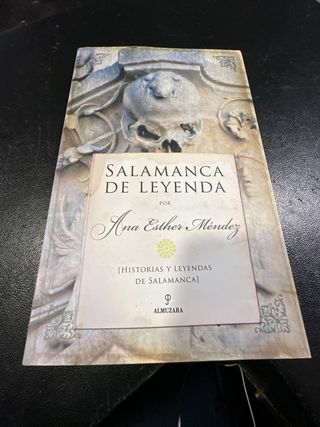 SALAMANCA
DE LEYENDA
POR
Ana Esther Méndez
[HISTORIAS Y LEYENDAS
DE SALAMANCA]
ALMUZARA